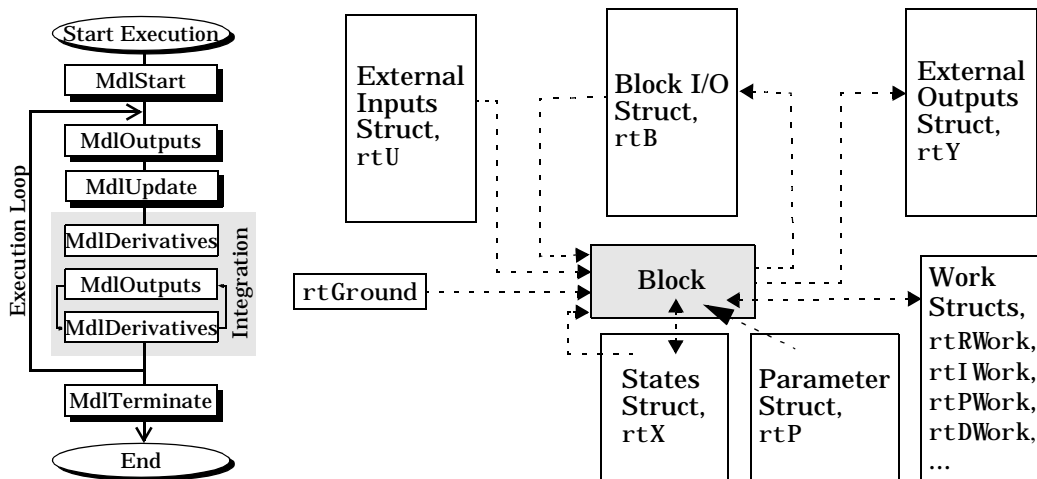 Start Execution
MdlStart
MdlOutputs
MdlUpdate
MdlDerivatives
MdlOutputs
MdlDerivatives
Integration
Execution Loop
MdlTerminate
End
External
Inputs
Struct,
rtU
Block I/O
Struct,
rtB
External
Outputs
Struct,
rtY
rtGround
Block
States
Struct,
rtX
Parameter
Struct,
rtP
Work
Structs,
rtRWork,
rtIWork,
rtPWork,
rtDWork,
...